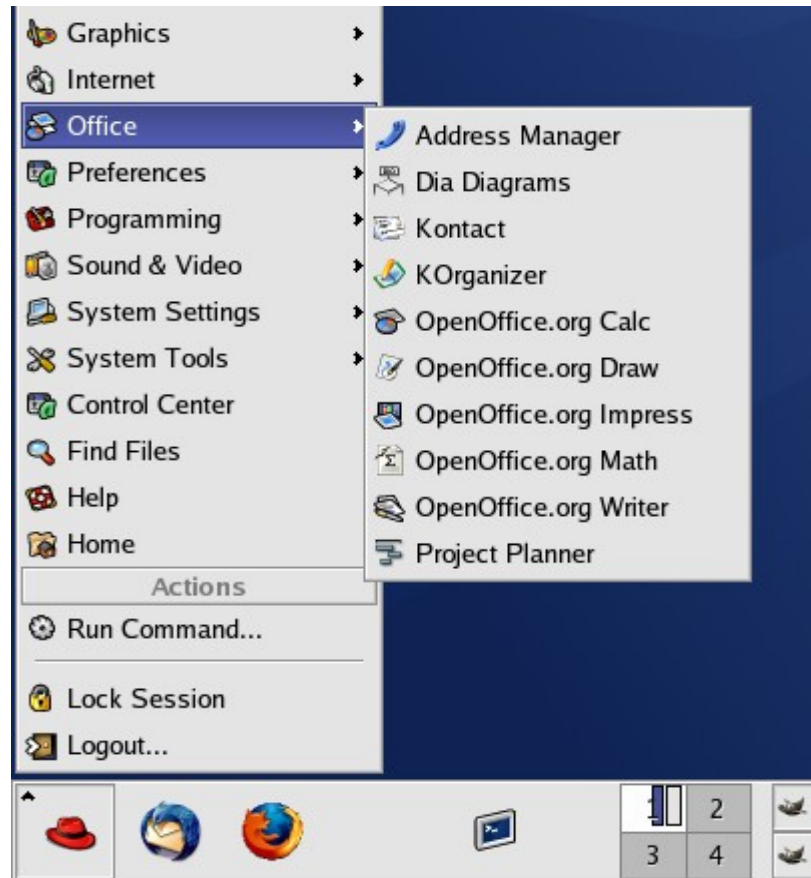 Graphics
Internet
Office
Preferences
Programming
Sound & Video
System Settings
System Tools
Control Center
Find Files
Help
Home
Actions
Run Command...
Lock Session
Logout...
Address Manager
Dia Diagrams
Kontact
KOrganizer
OpenOffice.org Calc
OpenOffice.org Draw
OpenOffice.org Impress
OpenOffice.org Math
OpenOffice.org Writer
Project Planner
1 2
3 4